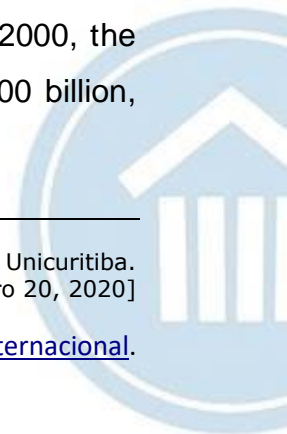 2000, the
00 billion,
Unicuritiba.
ro 20, 2020]
ternacional.